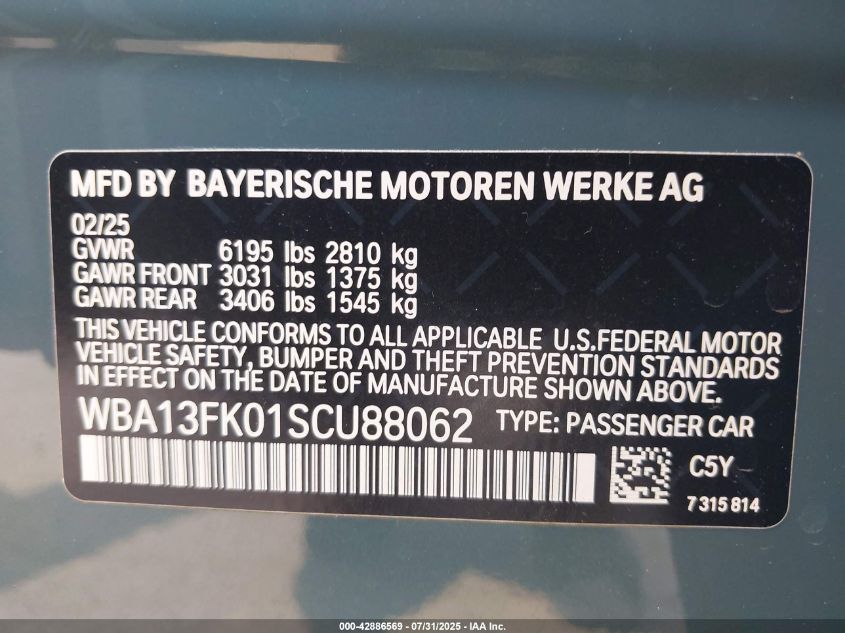 MFD BY BAYERISCHE MOTOREN WERKE AG
02/25
GVWR 6195 lbs 2810 kg
GAWR FRONT 3031 lbs 1375 kg
GAWR REAR 3406 lbs 1545 kg
THIS VEHICLE CONFORMS TO ALL APPLICABLE U.S.FEDERAL MOTOR
VEHICLE SAFETY, BUMPER AND THEFT PREVENTION STANDARDS
IN EFFECT ON THE DATE OF MANUFACTURE SHOWN ABOVE.
WBA13FK01SCU88062 TYPE: PASSENGER CAR
C5Y
7315814
000-42886569 - 07/31/2025 - IAA Inc.